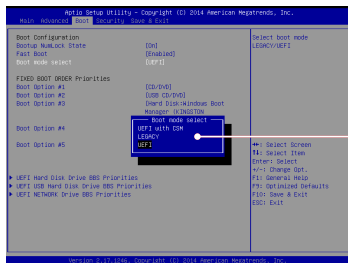 Aptio Setup Utility - Copyright (C) 2014 American Megatrends, Inc.
Main Advanced Boot Security Save & Exit
Boot Configuration
Bootup NumLock State [On]
Fast Boot [Enabled]
Boot mode select [UEFI]
FIXED BOOT ORDER Priorities
Boot Option #1 [CD/DVD]
Boot Option #2 [USB CD/DVD]
Boot Option #3 [Hard Disk:Windows Boot
Manager (KINGSTON
Boot mode select
UEFI with CSM
LEGACY
UEFI
Boot Option #4
Boot Option #5
UEFI Hard Disk Drive BBS Priorities
UEFI USB Hard Disk Drive BBS Priorities
UEFI NETWORK Drive BBS Priorities
Select boot mode
LEGACY/UEFI
↔: Select Screen
↑↓: Select Item
Enter: Select
+/-: Change Opt.
F1: General Help
F9: Optimized Defaults
F10: Save & Exit
ESC: Exit
Version 2.17.1246. Copyright (C) 2014 American Megatrends, Inc.